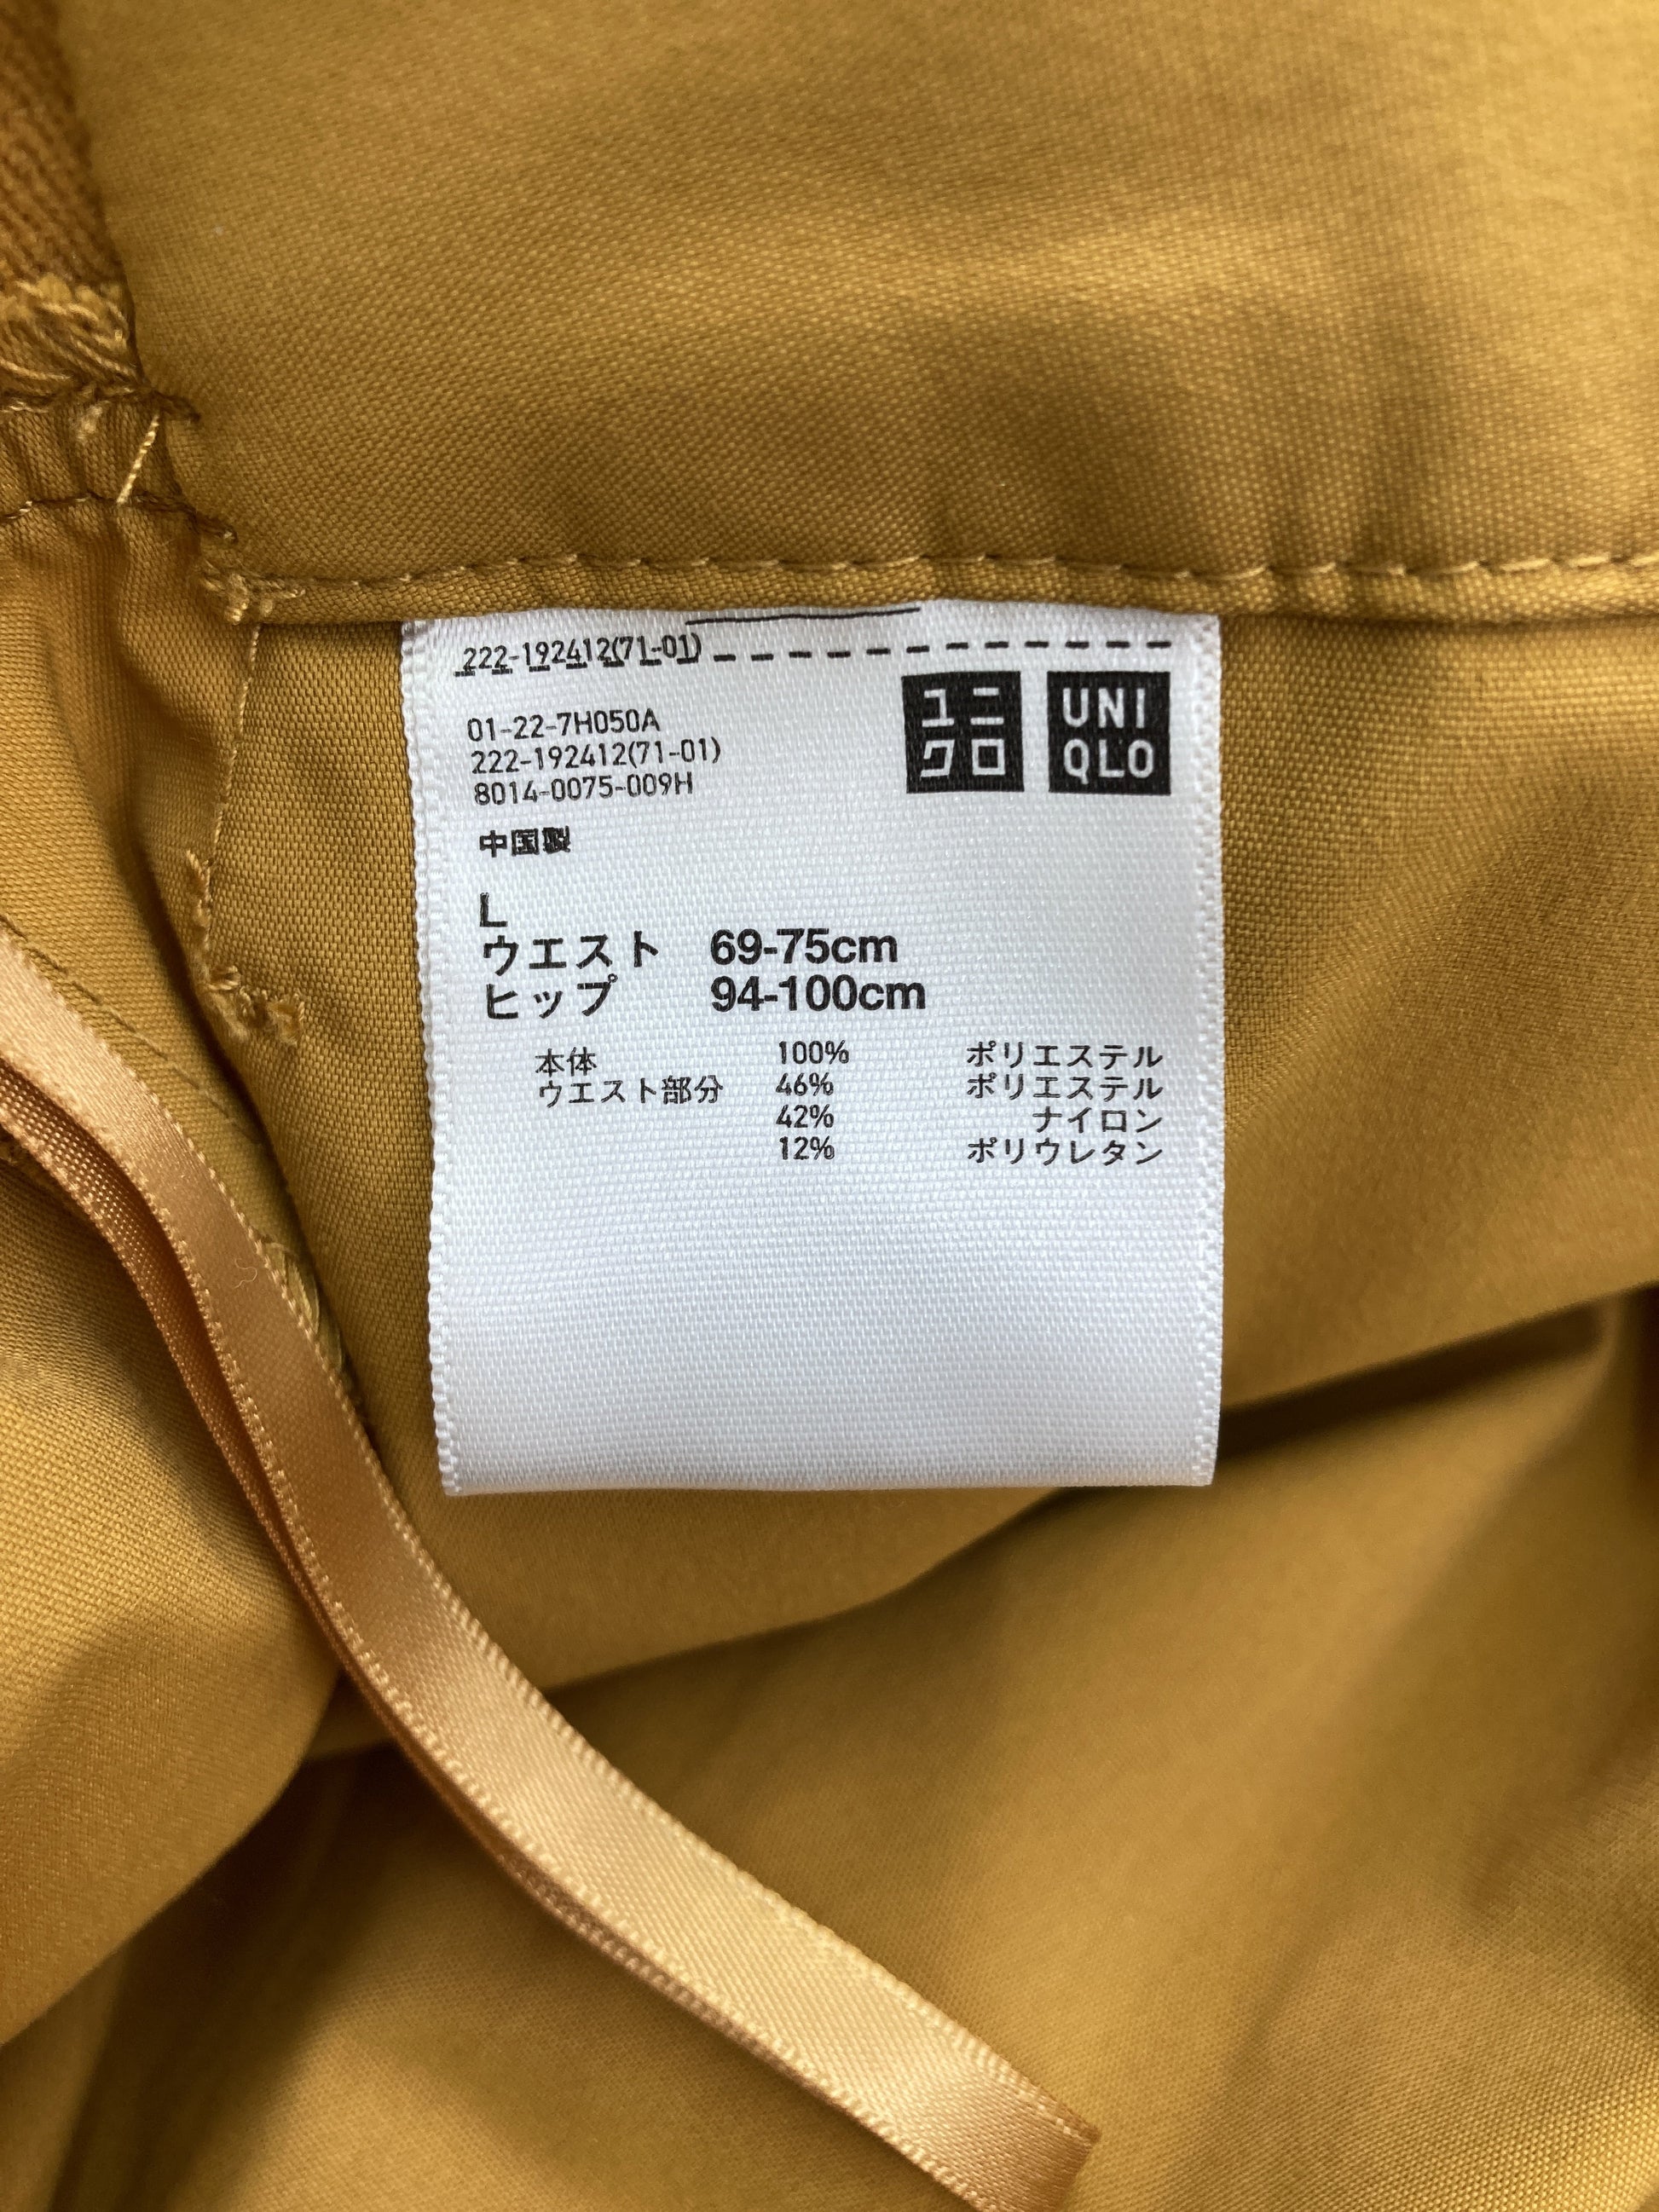 222-192412(71-01)
ユニ UNI
クロ QLO
01-22-7H050A
222-192412(71-01)
8014-0075-009H
中国製
L
ウエスト 69-75cm
ヒップ 94-100cm
本体 100% ポリエステル
ウエスト部分 46% ポリエステル
42% ナイロン
12% ポリウレタン